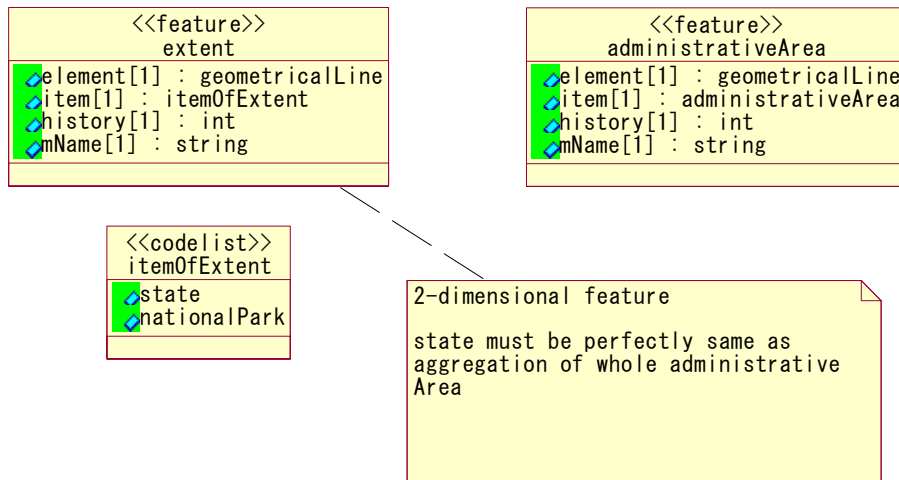 <<feature>>
extent
element[1] : geometricalLine
item[1] : itemOfExtent
history[1] : int
mName[1] : string
<<feature>>
administrativeArea
element[1] : geometricalLine
item[1] : administrativeArea
history[1] : int
mName[1] : string
<<codelist>>
itemOfExtent
state
nationalPark
2-dimensional feature
state must be perfectly same as
aggregation of whole administrative
Area